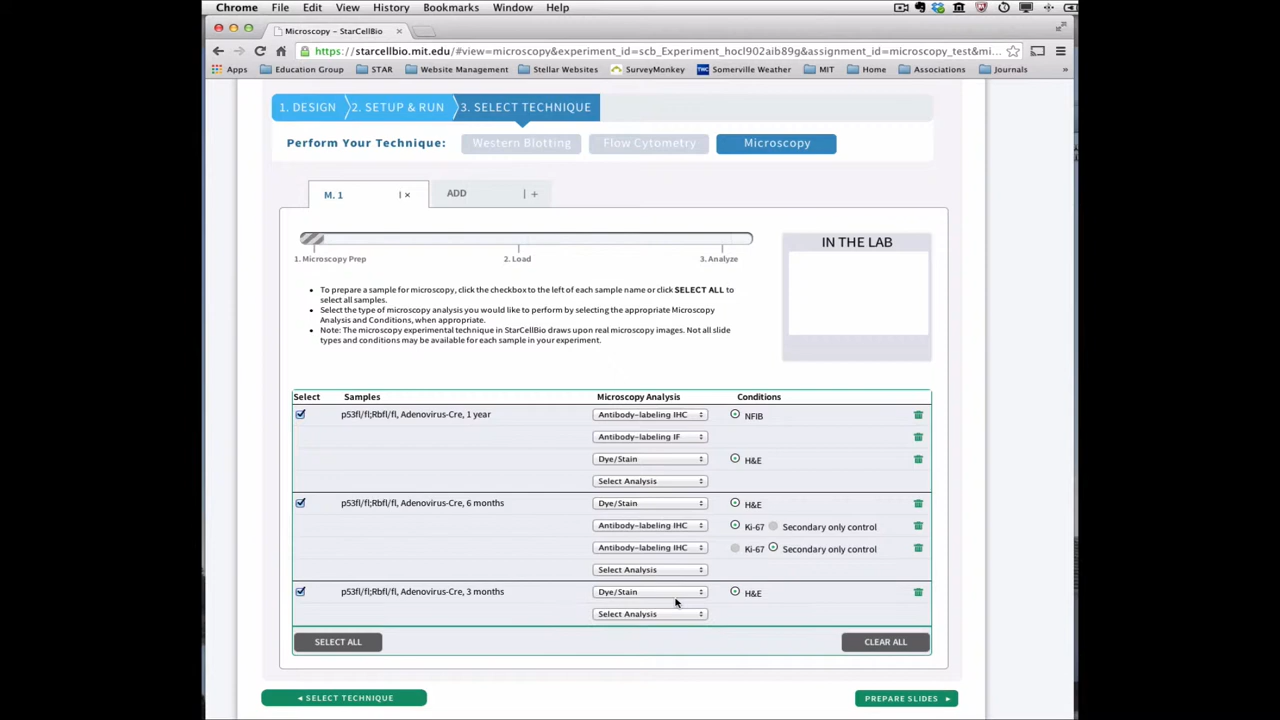 Chrome File Edit View History Bookmarks Window Help
Microscopy - StarCellBio
https://starcellbio.mit.edu/#view=microscopy&experiment_id=scb_Experiment_hocl902aib89g&assignment_id=microscopy_test&mi...
Apps Education Group STAR Website Management Stellar Websites SurveyMonkey Somerville Weather MIT Home Associations Journals »
1. DESIGN 2. SETUP & RUN 3. SELECT TECHNIQUE
Perform Your Technique: Western Blotting Flow Cytometry Microscopy
M. 1 | × ADD | +
IN THE LAB
1. Microscopy Prep 2. Load 3. Analyze
• To prepare a sample for microscopy, click the checkbox to the left of each sample name or click SELECT ALL to
select all samples.
• Select the type of microscopy analysis you would like to perform by selecting the appropriate Microscopy
Analysis and Conditions, when appropriate.
• Note: The microscopy experimental technique in StarCellBio draws upon real microscopy images. Not all slide
types and conditions may be available for each sample in your experiment.
Select Samples Microscopy Analysis Conditions
p53fl/fl;Rbfl/fl, Adenovirus-Cre, 1 year Antibody-labeling IHC NFIB
Antibody-labeling IF
Dye/Stain H&E
Select Analysis
p53fl/fl;Rbfl/fl, Adenovirus-Cre, 6 months Dye/Stain H&E
Antibody-labeling IHC Ki-67 Secondary only control
Antibody-labeling IHC Ki-67 Secondary only control
Select Analysis
p53fl/fl;Rbfl/fl, Adenovirus-Cre, 3 months Dye/Stain H&E
Select Analysis
SELECT ALL CLEAR ALL
◄ SELECT TECHNIQUE PREPARE SLIDES ►